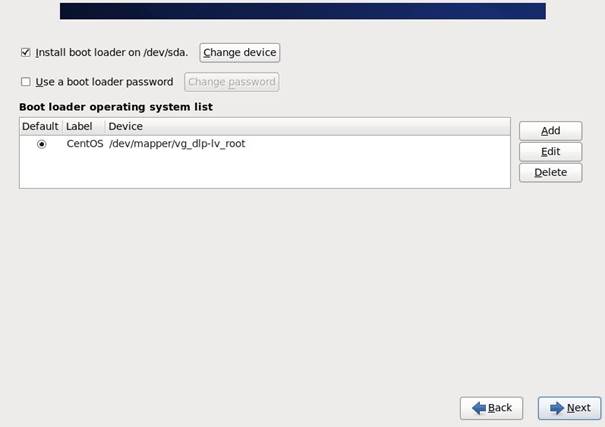 Install boot loader on /dev/sda. Change device
Use a boot loader password Change password
Boot loader operating system list
Default Label Device
CentOS /dev/mapper/vg_dlp-lv_root
Add
Edit
Delete
Back Next